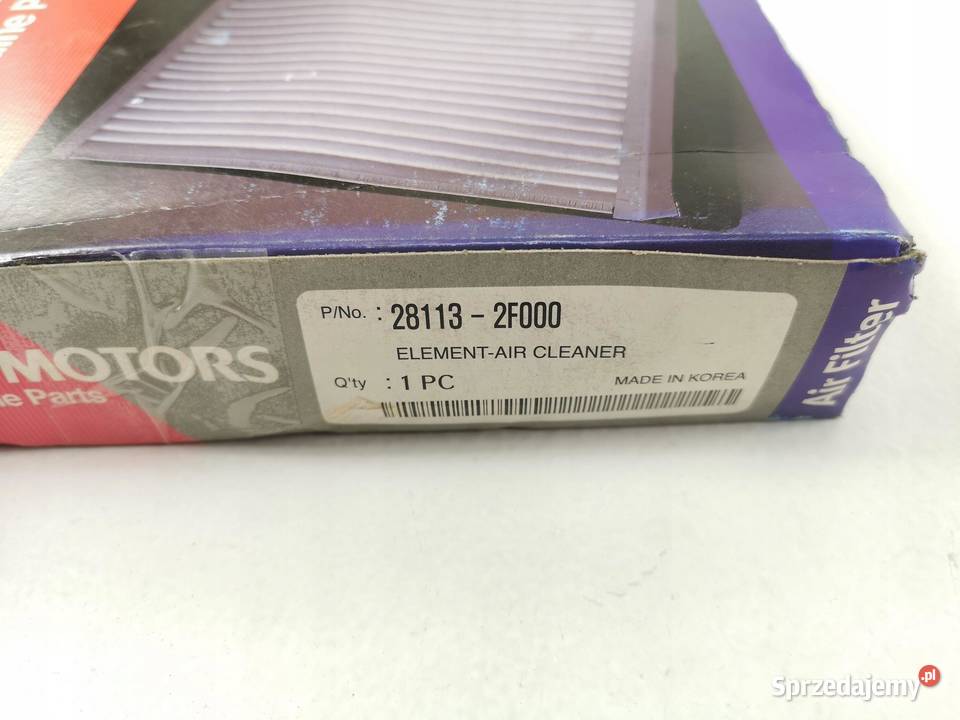 P/No. : 28113 - 2F000
ELEMENT-AIR CLEANER
Q'ty : 1 PC
MADE IN KOREA
MOTORS
Parts
Air Filter
Sprzedajemy.pl